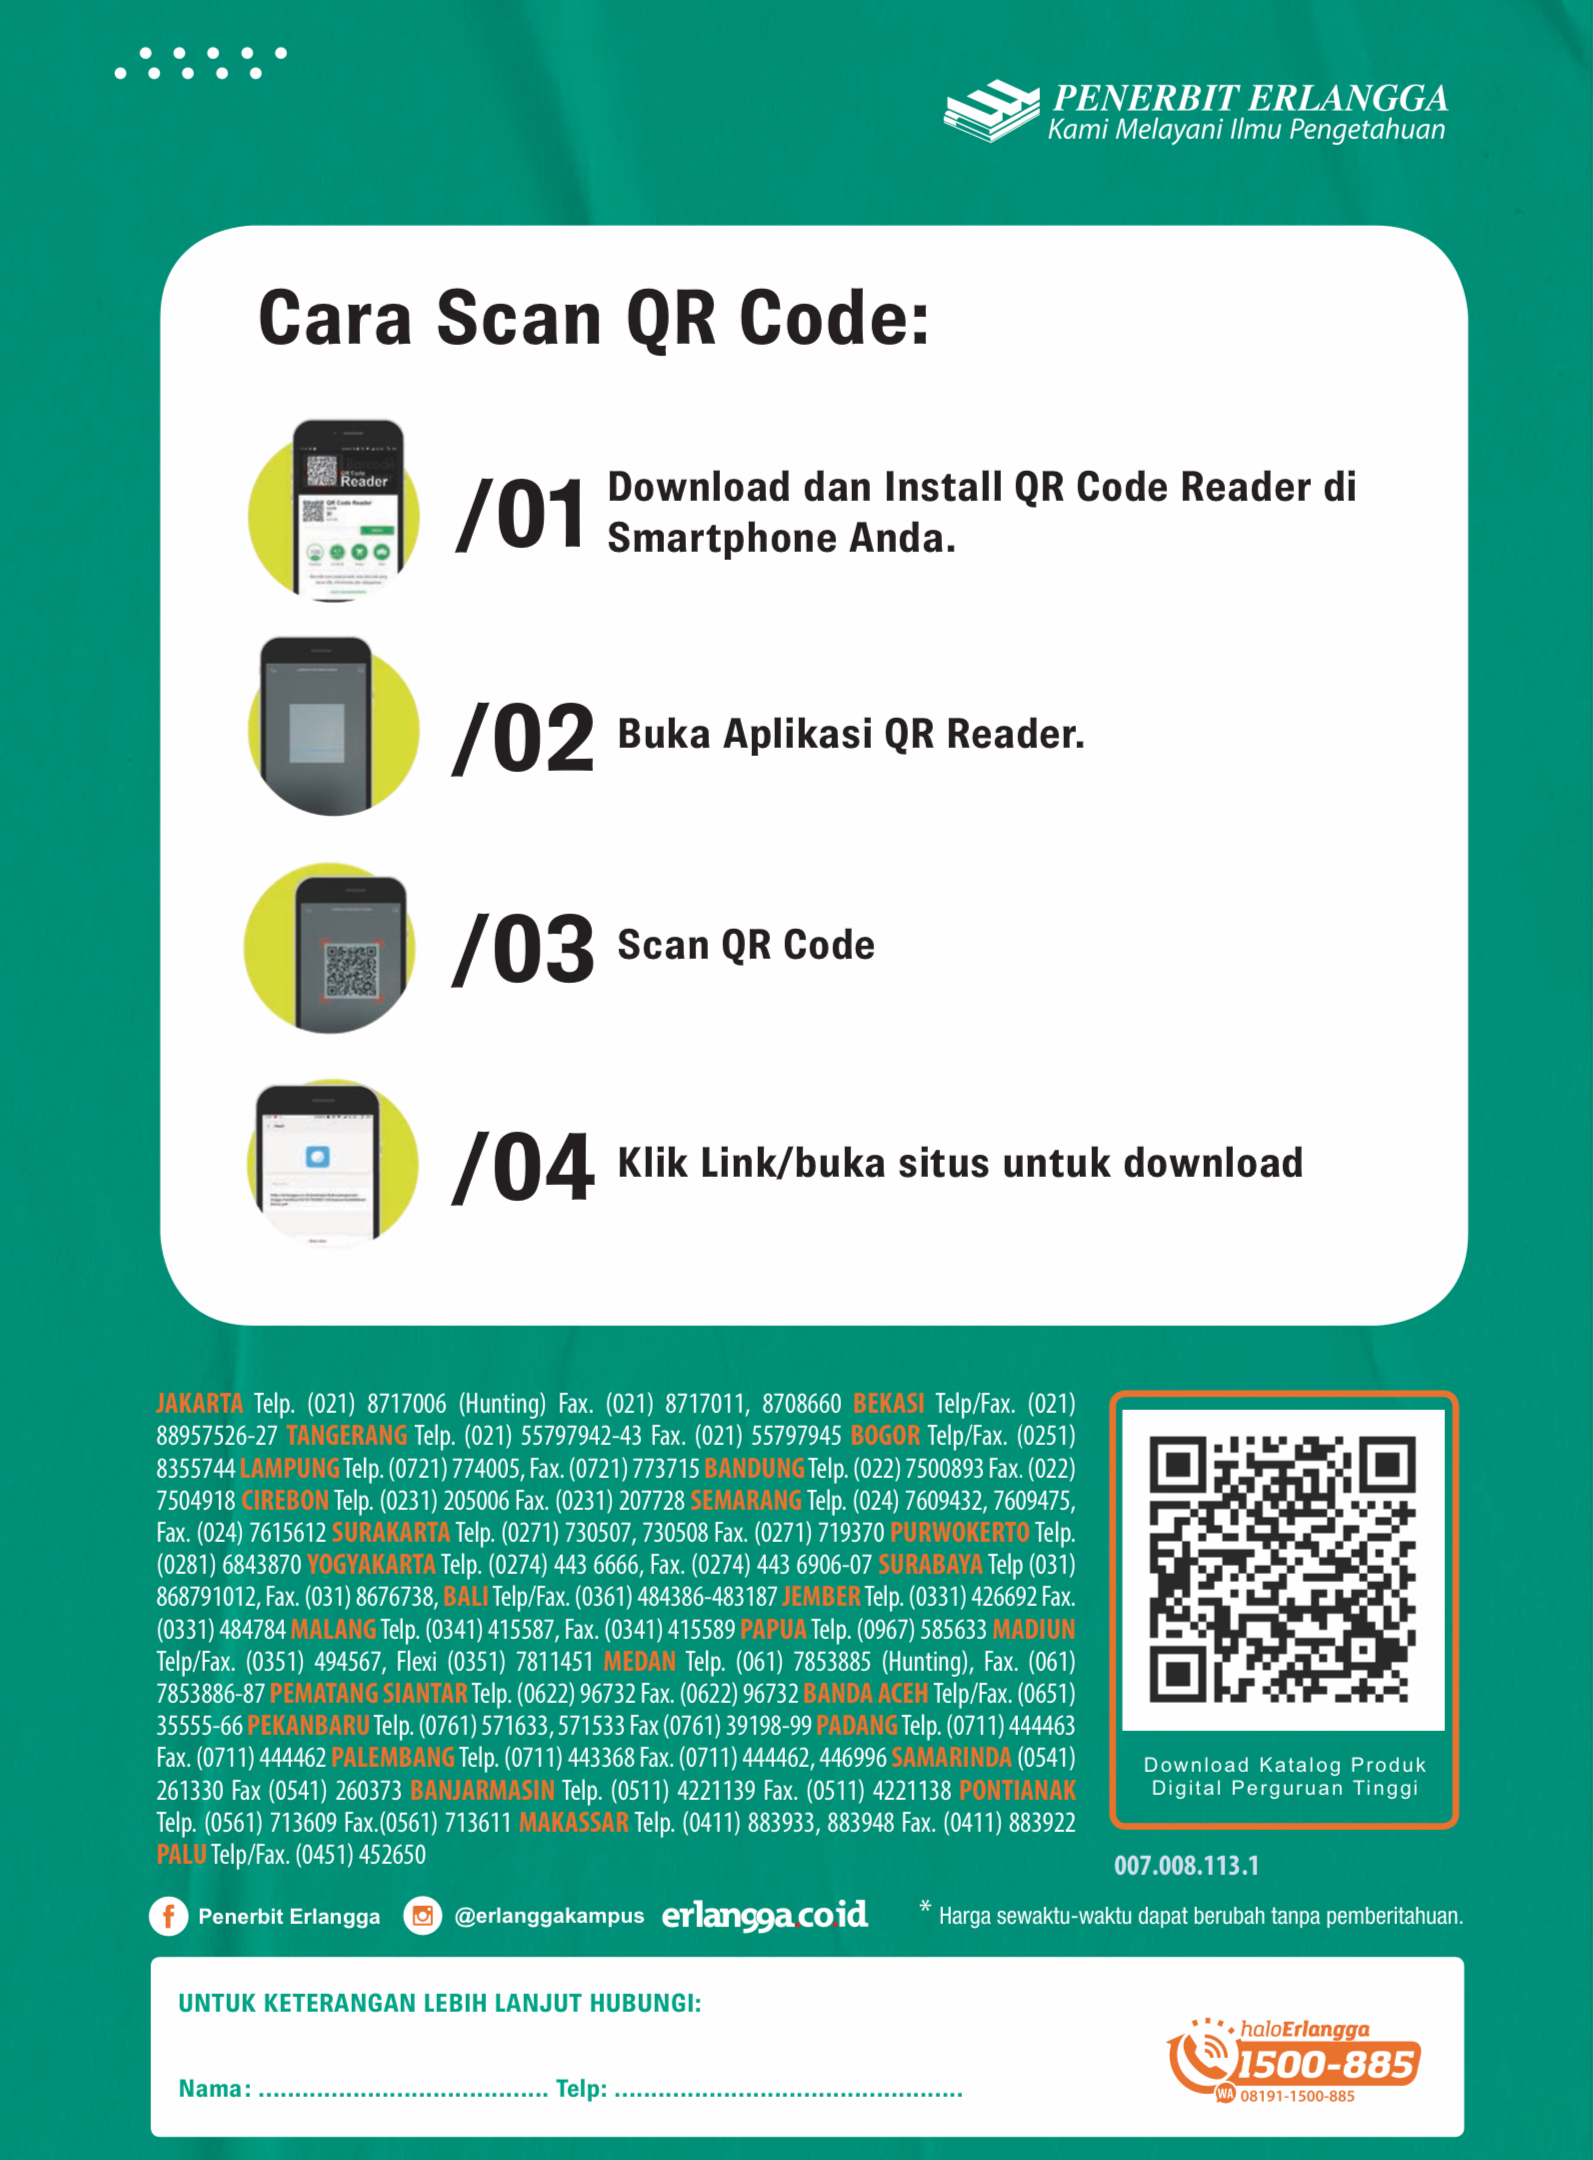 PENERBIT ERLANGGA
Kami Melayani Ilmu Pengetahuan
Cara Scan QR Code:
Reader
QR Code Reader
/01 Download dan Install QR Code Reader di
Smartphone Anda.
/02 Buka Aplikasi QR Reader.
/03 Scan QR Code
/04 Klik Link/buka situs untuk download
JAKARTA Telp. (021) 8717006 (Hunting) Fax. (021) 8717011, 8708660 BEKASI Telp/Fax. (021)
88957526-27 TANGERANG Telp. (021) 55797942-43 Fax. (021) 55797945 BOGOR Telp/Fax. (0251)
8355744 LAMPUNG Telp. (0721) 774005, Fax. (0721) 773715 BANDUNG Telp. (022) 7500893 Fax. (022)
7504918 CIREBON Telp. (0231) 205006 Fax. (0231) 207728 SEMARANG Telp. (024) 7609432, 7609475,
Fax. (024) 7615612 SURAKARTA Telp. (0271) 730507, 730508 Fax. (0271) 719370 PURWOKERTO Telp.
(0281) 6843870 YOGYAKARTA Telp. (0274) 443 6666, Fax. (0274) 443 6906-07 SURABAYA Telp (031)
868791012, Fax. (031) 8676738, BALI Telp/Fax. (0361) 484386-483187 JEMBER Telp. (0331) 426692 Fax.
(0331) 484784 MALANG Telp. (0341) 415587, Fax. (0341) 415589 PAPUA Telp. (0967) 585633 MADIUN
Telp/Fax. (0351) 494567, Flexi (0351) 7811451 MEDAN Telp. (061) 7853885 (Hunting), Fax. (061)
7853886-87 PEMATANG SIANTAR Telp. (0622) 96732 Fax. (0622) 96732 BANDA ACEH Telp/Fax. (0651)
35555-66 PEKANBARU Telp. (0761) 571633, 571533 Fax (0761) 39198-99 PADANG Telp. (0711) 444463
Fax. (0711) 444462 PALEMBANG Telp. (0711) 443368 Fax. (0711) 444462, 446996 SAMARINDA (0541)
261330 Fax (0541) 260373 BANJARMASIN Telp. (0511) 4221139 Fax. (0511) 4221138 PONTIANAK
Telp. (0561) 713609 Fax.(0561) 713611 MAKASSAR Telp. (0411) 883933, 883948 Fax. (0411) 883922
PALU Telp/Fax. (0451) 452650
Download Katalog Produk
Digital Perguruan Tinggi
007.008.113.1
Penerbit Erlangga @erlanggakampus erlangga.co.id
* Harga sewaktu-waktu dapat berubah tanpa pemberitahuan.
UNTUK KETERANGAN LEBIH LANJUT HUBUNGI:
Nama: ........................................ Telp: ................................................
haloErlangga
1500-885
WA 08191-1500-885